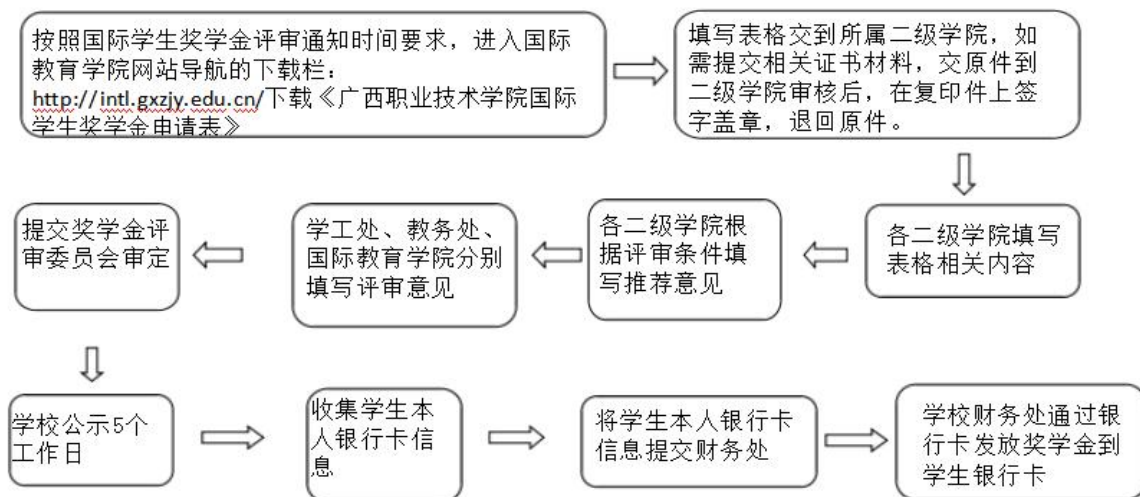 按照国际学生奖学金评审通知时间要求，进入国际
教育学院网站导航的下载栏：
http://intl.gxzjy.edu.cn/下载《广西职业技术学院国际
学生奖学金申请表》
填写表格交到所属二级学院，如
需提交相关证书材料，交原件到
二级学院审核后，在复印件上签
字盖章，退回原件。
各二级学院填写
表格相关内容
各二级学院根
据评审条件填
写推荐意见
学工处、教务处、
国际教育学院分别
填写评审意见
提交奖学金评
审委员会审定
学校公示5个
工作日
收集学生本
人银行卡信
息
将学生本人银行卡
信息提交财务处
学校财务处通过银
行卡发放奖学金到
学生银行卡